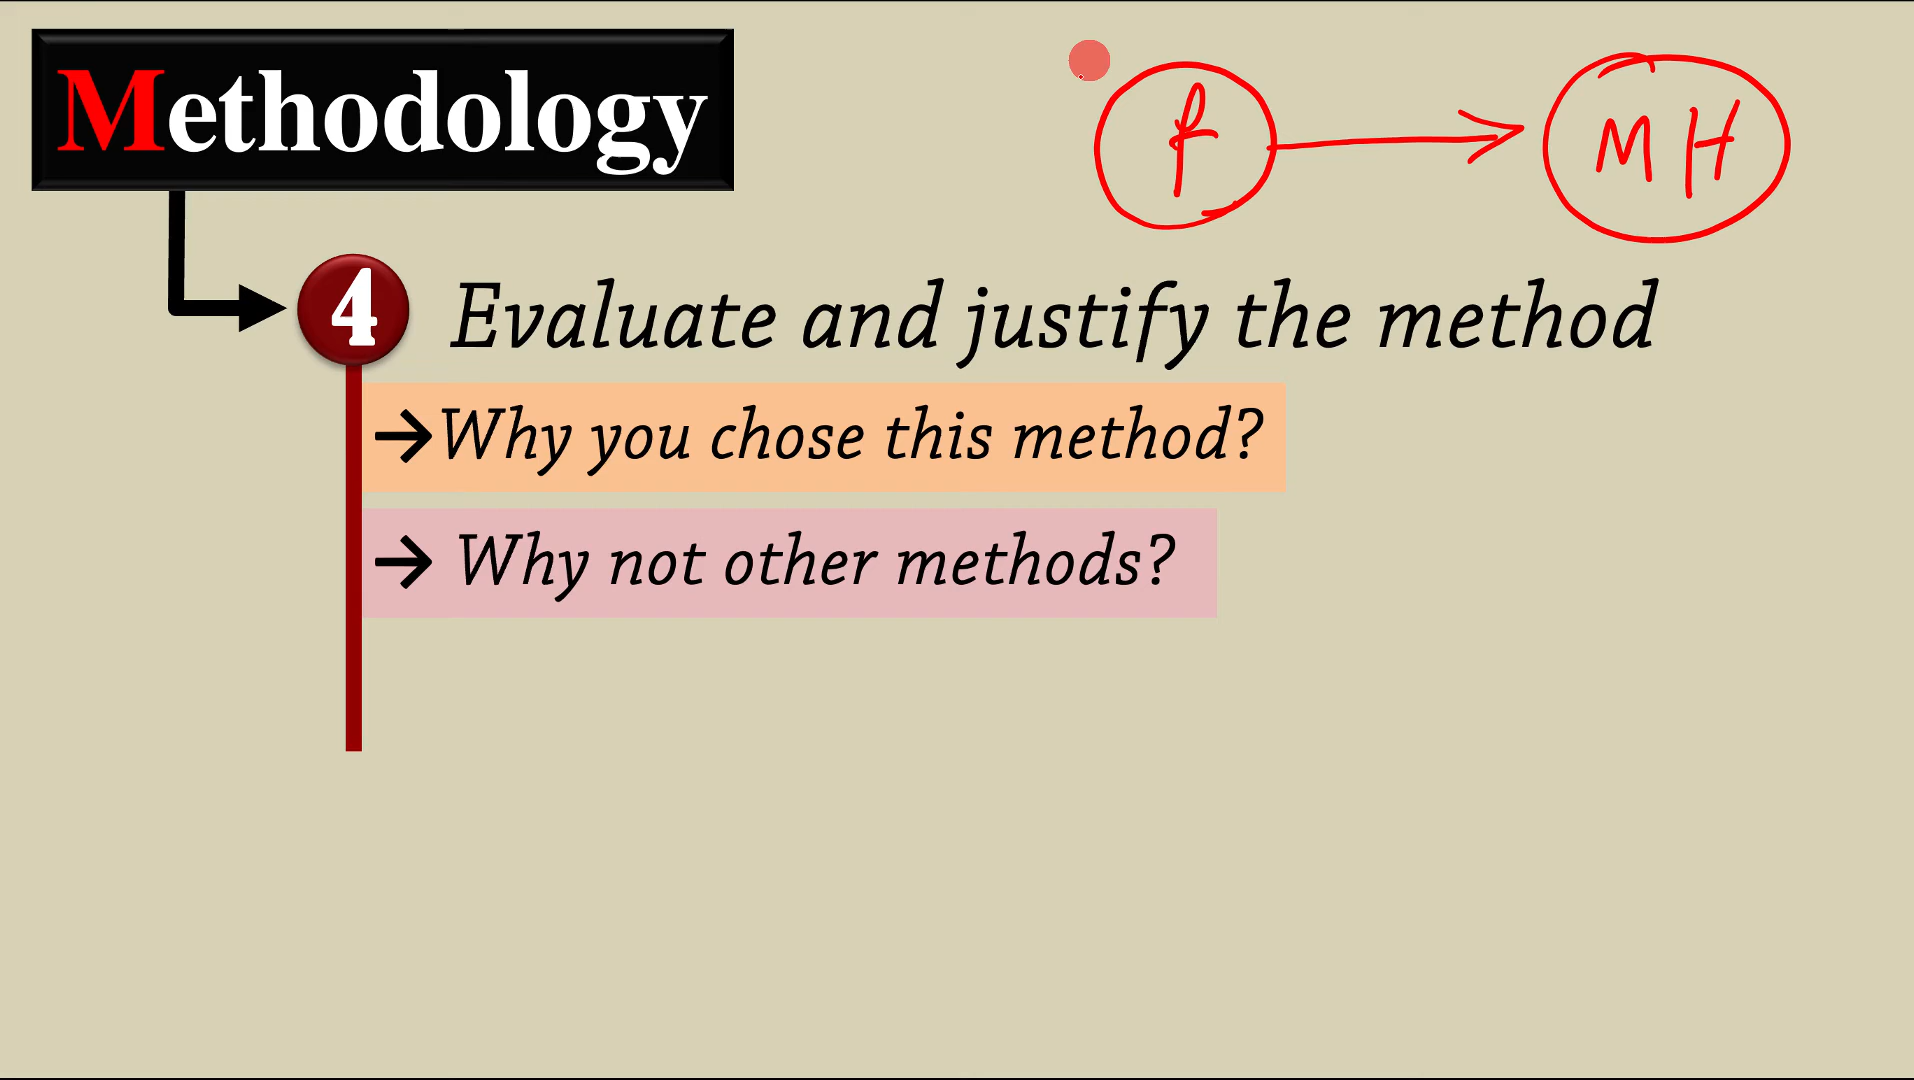 Methodology
f → MH
4 Evaluate and justify the method
→Why you chose this method?
→ Why not other methods?